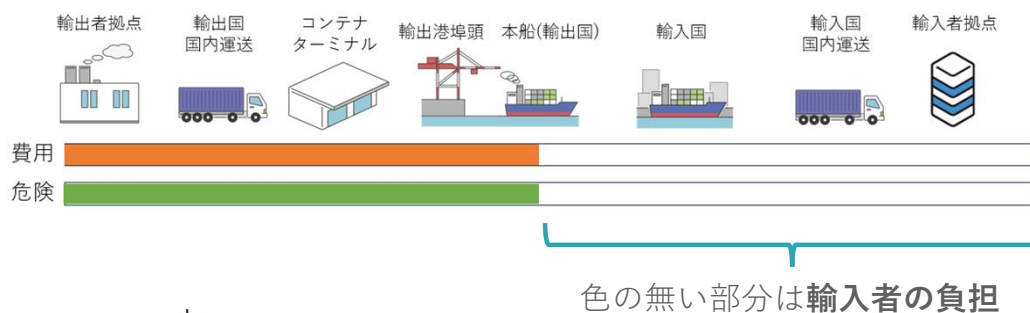 輸出者拠点
輸出国
国内運送
コンテナ
ターミナル
輸出港埠頭
本船(輸出国)
輸入国
輸入国
国内運送
輸入者拠点
費用
危険
色の無い部分は輸入者の負担